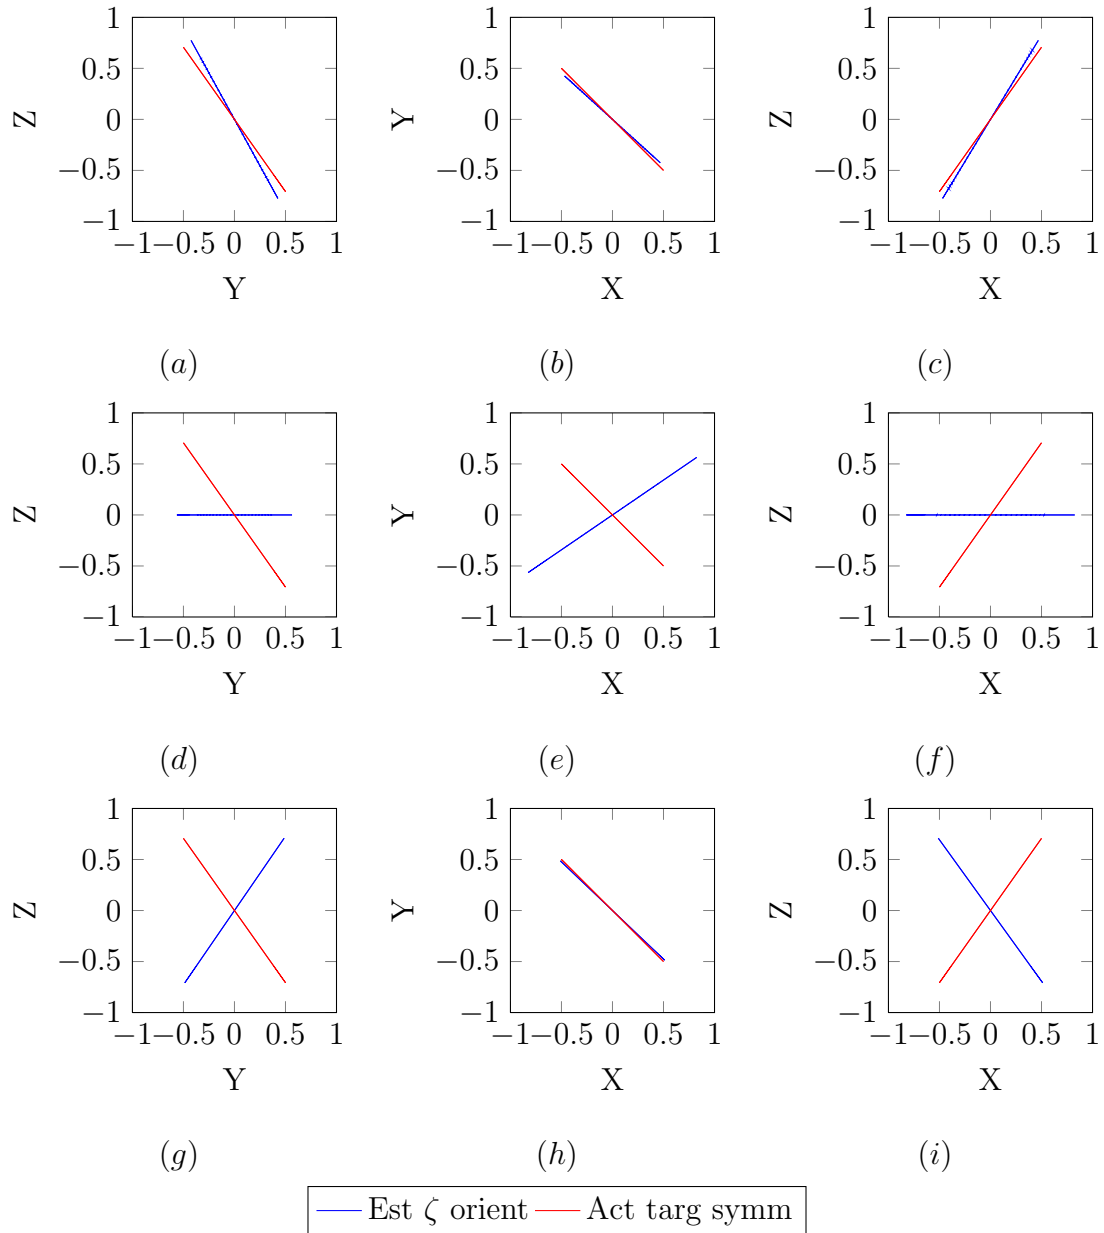 1 1 1
0.5 0.5 0.5
Z 0 Y 0 Z 0
−0.5 −0.5 −0.5
−1 −1 −1
−1 −0.5 0 0.5 1 −1 −0.5 0 0.5 1 −1 −0.5 0 0.5 1
Y X X
(a) (b) (c)
1 1 1
0.5 0.5 0.5
Z 0 Y 0 Z 0
−0.5 −0.5 −0.5
−1 −1 −1
−1 −0.5 0 0.5 1 −1 −0.5 0 0.5 1 −1 −0.5 0 0.5 1
Y X X
(d) (e) (f)
1 1 1
0.5 0.5 0.5
Z 0 Y 0 Z 0
−0.5 −0.5 −0.5
−1 −1 −1
−1 −0.5 0 0.5 1 −1 −0.5 0 0.5 1 −1 −0.5 0 0.5 1
Y X X
(g) (h) (i)
Est ζ orient Act targ symm